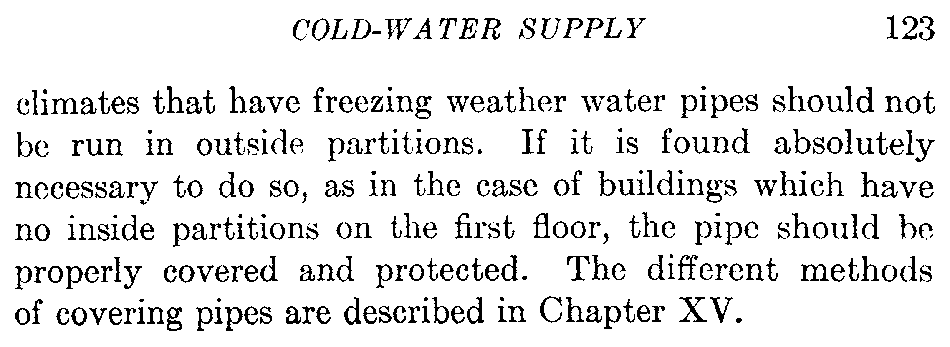 COLD-WATER SUPPLY 123
climates that have freezing weather water pipes should not
be run in outside partitions. If it is found absolutely
necessary to do so, as in the case of buildings which have
no inside partitions on the first floor, the pipe should be
properly covered and protected. The different methods
of covering pipes are described in Chapter XV.